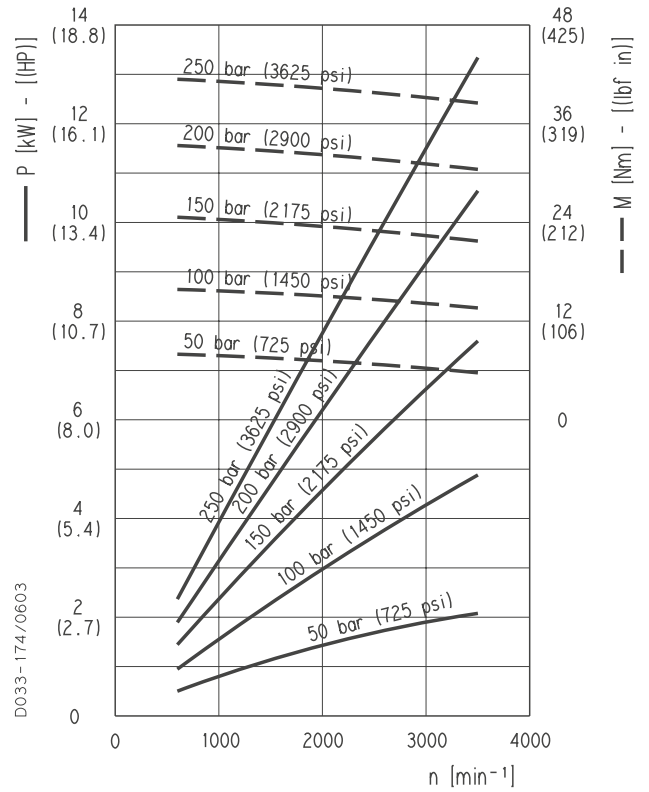 14
(18.8)
12
(16.1)
10
(13.4)
8
(10.7)
6
(8.0)
4
(5.4)
2
(2.7)
0
P [kW] - [(HP)]
D033-174/0603
250 bar (3625 psi)
200 bar (2900 psi)
150 bar (2175 psi)
100 bar (1450 psi)
50 bar (725 psi)
250 bar (3625 psi)
200 bar (2900 psi)
150 bar (2175 psi)
100 bar (1450 psi)
50 bar (725 psi)
48
(425)
36
(319)
24
(212)
12
(106)
0
M [Nm] - [(lbf in)]
0 1000 2000 3000 4000
n [min⁻¹]